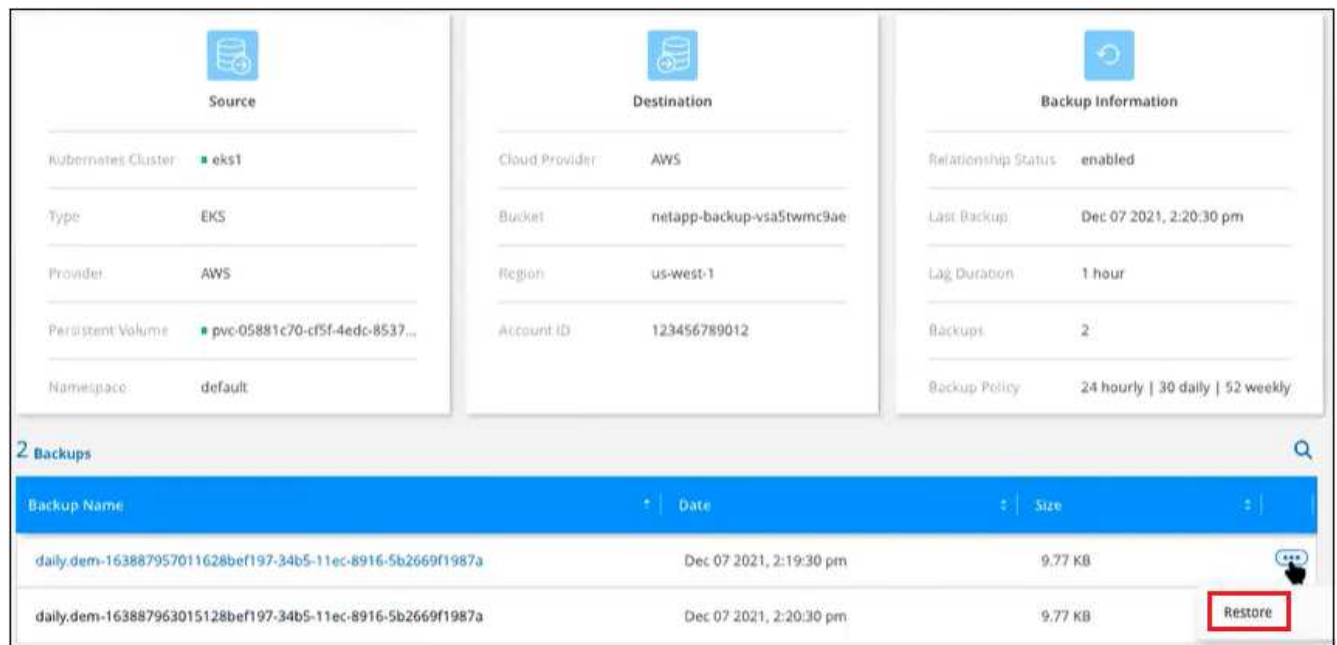 Source
Kubernetes Cluster eks1
Type EKS
Provider AWS
Persistent Volume pvc-05881c70-cf5f-4edc-8537...
Namespace default
Destination
Cloud Provider AWS
Bucket netapp-backup-vsa5twmc9ae
Region us-west-1
Account ID 123456789012
Backup Information
Relationship Status enabled
Last Backup Dec 07 2021, 2:20:30 pm
Lag Duration 1 hour
Backups 2
Backup Policy 24 hourly | 30 daily | 52 weekly
2 Backups
Backup Name Date Size
daily.dem-163887957011628bef197-34b5-11ec-8916-5b2669f1987a Dec 07 2021, 2:19:30 pm 9.77 KB
daily.dem-163887963015128bef197-34b5-11ec-8916-5b2669f1987a Dec 07 2021, 2:20:30 pm 9.77 KB
Restore